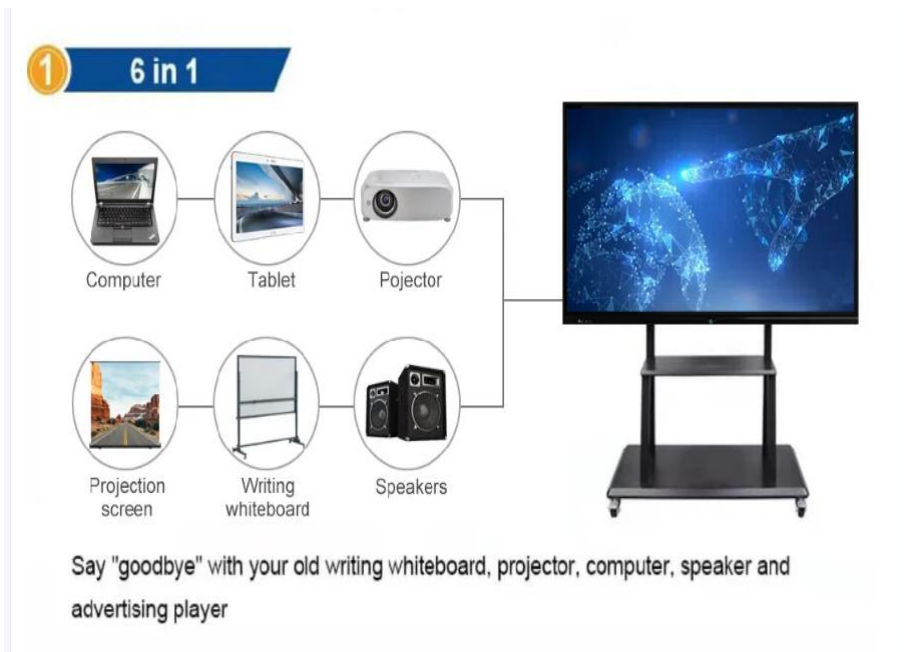 1
6 in 1
Computer
Tablet
Pojector
Projection
screen
Writing
whiteboard
Speakers
Say "goodbye" with your old writing whiteboard, projector, computer, speaker and
advertising player